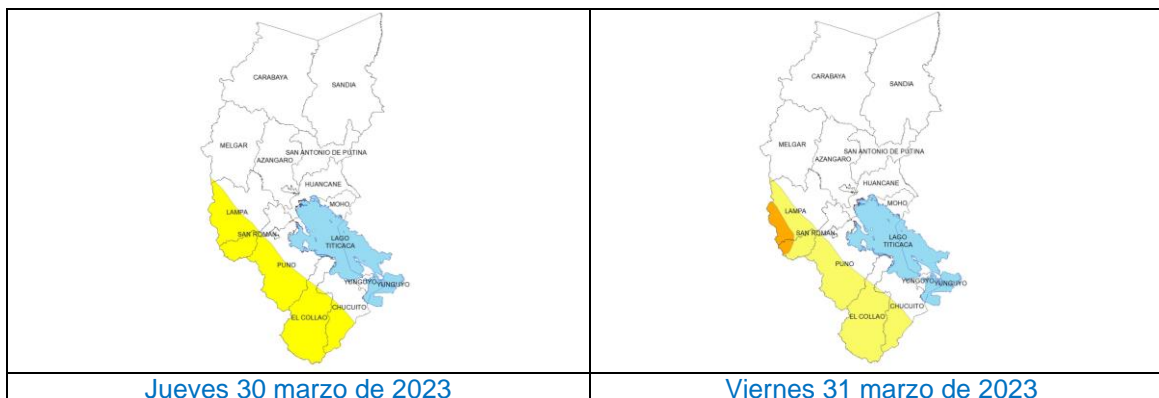 CARABAYA
SANDIA
MELGAR
AZANGARO
SAN ANTONIO DE PUTINA
HUANCANE
MOHO
LAMPA
SAN ROMAN
LAGO
TITICACA
PUNO
YUNGUYO
YUNGUYO
CHUCUITO
EL COLLAO
Jueves 30 marzo de 2023
CARABAYA
SANDIA
MELGAR
AZANGARO
SAN ANTONIO DE PUTINA
HUANCANE
MOHO
LAMPA
SAN ROMAN
LAGO
TITICACA
PUNO
YUNGUYO
YUNGUYO
CHUCUITO
EL COLLAO
Viernes 31 marzo de 2023